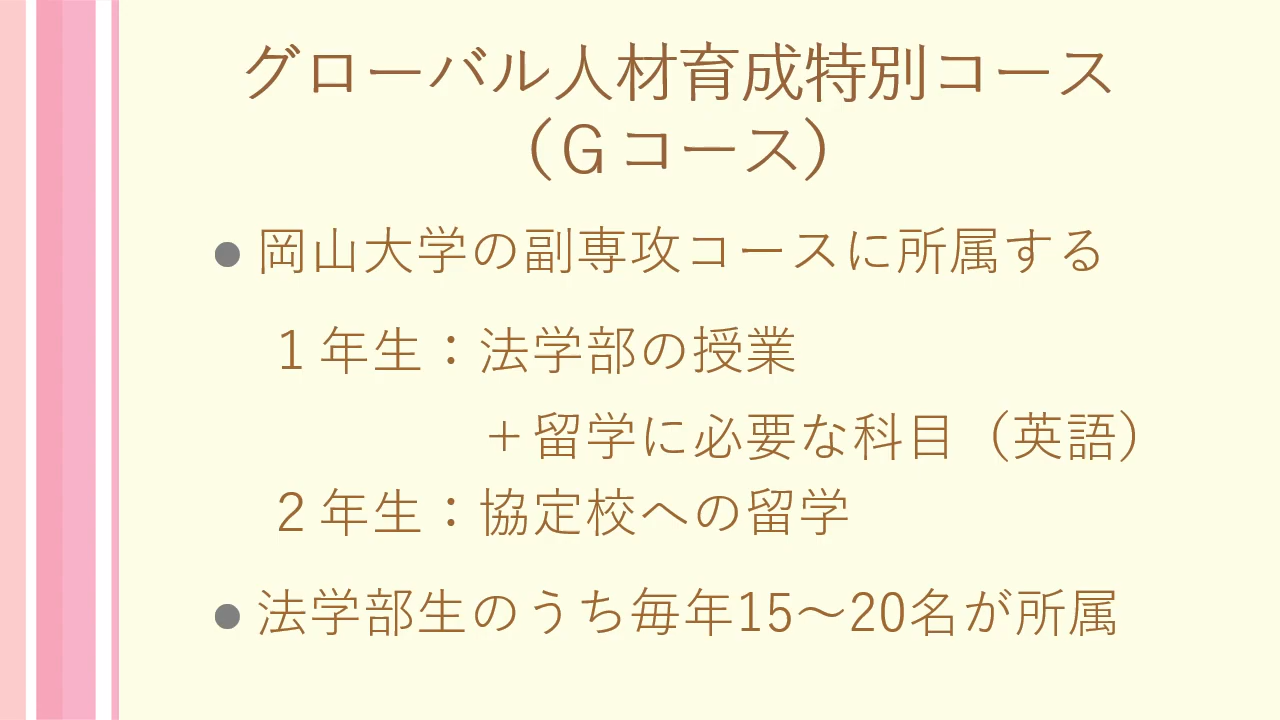 グローバル人材育成特別コース
（Ｇコース）
●岡山大学の副専攻コースに所属する
１年生：法学部の授業
＋留学に必要な科目（英語）
２年生：協定校への留学
●法学部生のうち毎年15～20名が所属